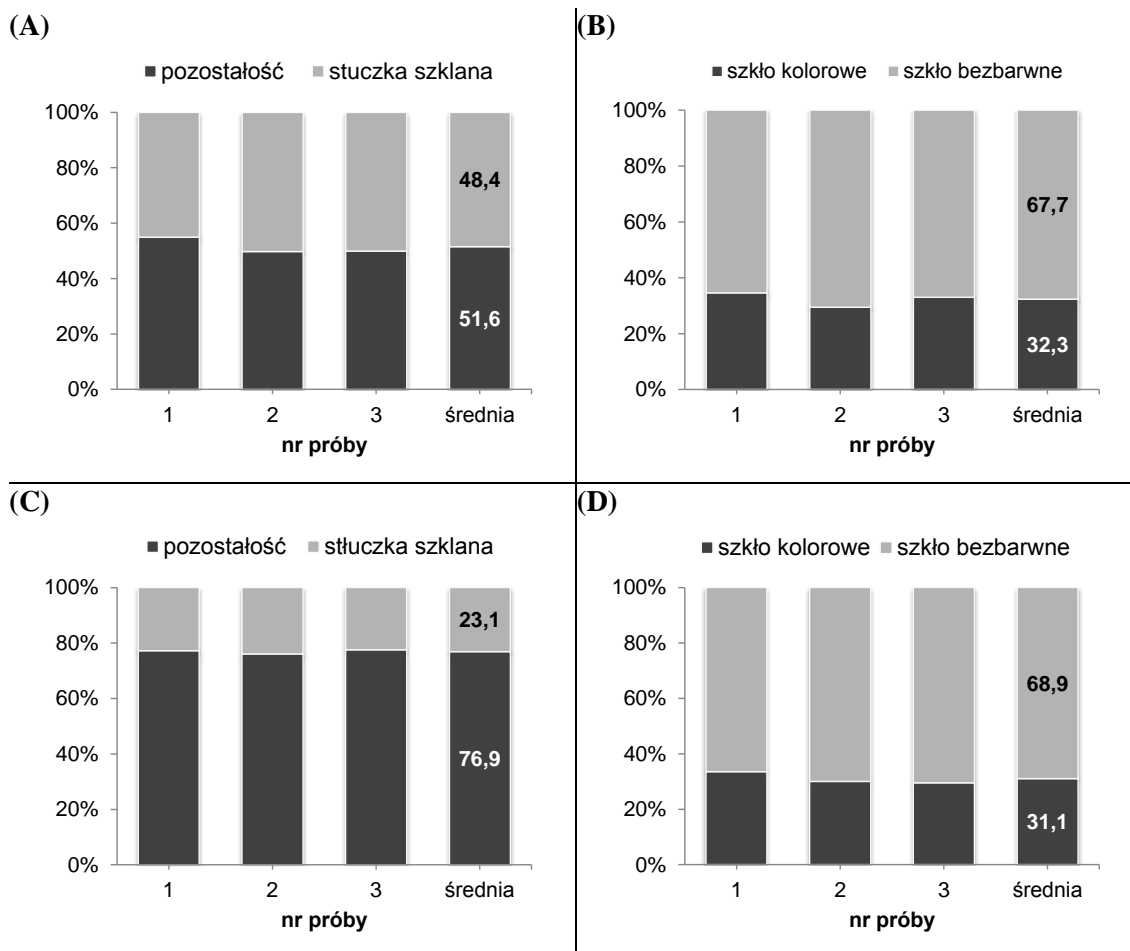 (A)
■ pozostałość ■ stuczka szklana
100%
80%
60%
40%
20%
0%
48,4
51,6
1 2 3 średnia
nr próby
(B)
■ szkło kolorowe ■ szkło bezbarwne
100%
80%
60%
40%
20%
0%
67,7
32,3
1 2 3 średnia
nr próby
(C)
■ pozostałość ■ stłuczka szklana
100%
80%
60%
40%
20%
0%
23,1
76,9
1 2 3 średnia
nr próby
(D)
■ szkło kolorowe ■ szkło bezbarwne
100%
80%
60%
40%
20%
0%
68,9
31,1
1 2 3 średnia
nr próby